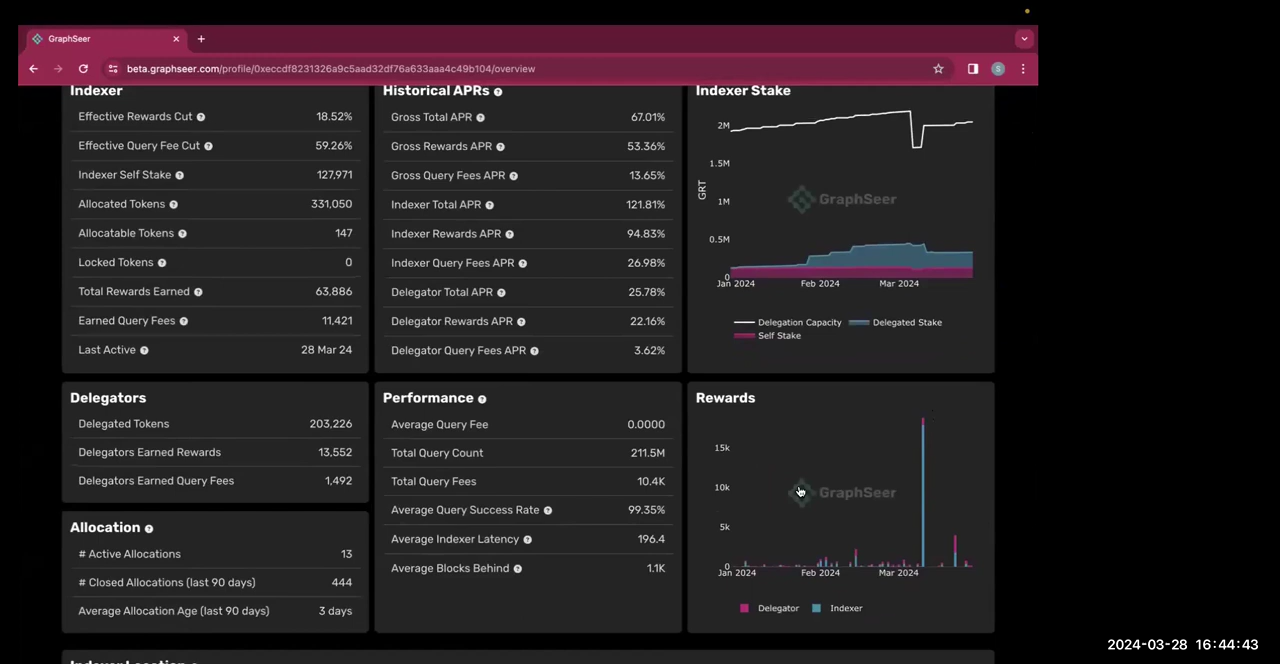 GraphSeer
beta.graphseer.com/profile/0xeccdf8231326a9c5aad32df76a633aaa4c49b104/overview
S
Indexer
Effective Rewards Cut ? 18.52%
Effective Query Fee Cut ? 59.26%
Indexer Self Stake ? 127,971
Allocated Tokens ? 331,050
Allocatable Tokens ? 147
Locked Tokens ? 0
Total Rewards Earned ? 63,886
Earned Query Fees ? 11,421
Last Active ? 28 Mar 24
Historical APRs ?
Gross Total APR ? 67.01%
Gross Rewards APR ? 53.36%
Gross Query Fees APR ? 13.65%
Indexer Total APR ? 121.81%
Indexer Rewards APR ? 94.83%
Indexer Query Fees APR ? 26.98%
Delegator Total APR ? 25.78%
Delegator Rewards APR ? 22.16%
Delegator Query Fees APR ? 3.62%
Indexer Stake
2M
1.5M
1M
0.5M
0
GRT
GraphSeer
Jan 2024 Feb 2024 Mar 2024
Delegation Capacity Delegated Stake
Self Stake
Delegators
Delegated Tokens 203,226
Delegators Earned Rewards 13,552
Delegators Earned Query Fees 1,492
Allocation ?
# Active Allocations 13
# Closed Allocations (last 90 days) 444
Average Allocation Age (last 90 days) 3 days
Performance ?
Average Query Fee 0.0000
Total Query Count 211.5M
Total Query Fees 10.4K
Average Query Success Rate ? 99.35%
Average Indexer Latency ? 196.4
Average Blocks Behind ? 1.1K
Rewards
15k
10k
5k
0
GraphSeer
Jan 2024 Feb 2024 Mar 2024
Delegator Indexer
Indexer Location
2024-03-28 16:44:43